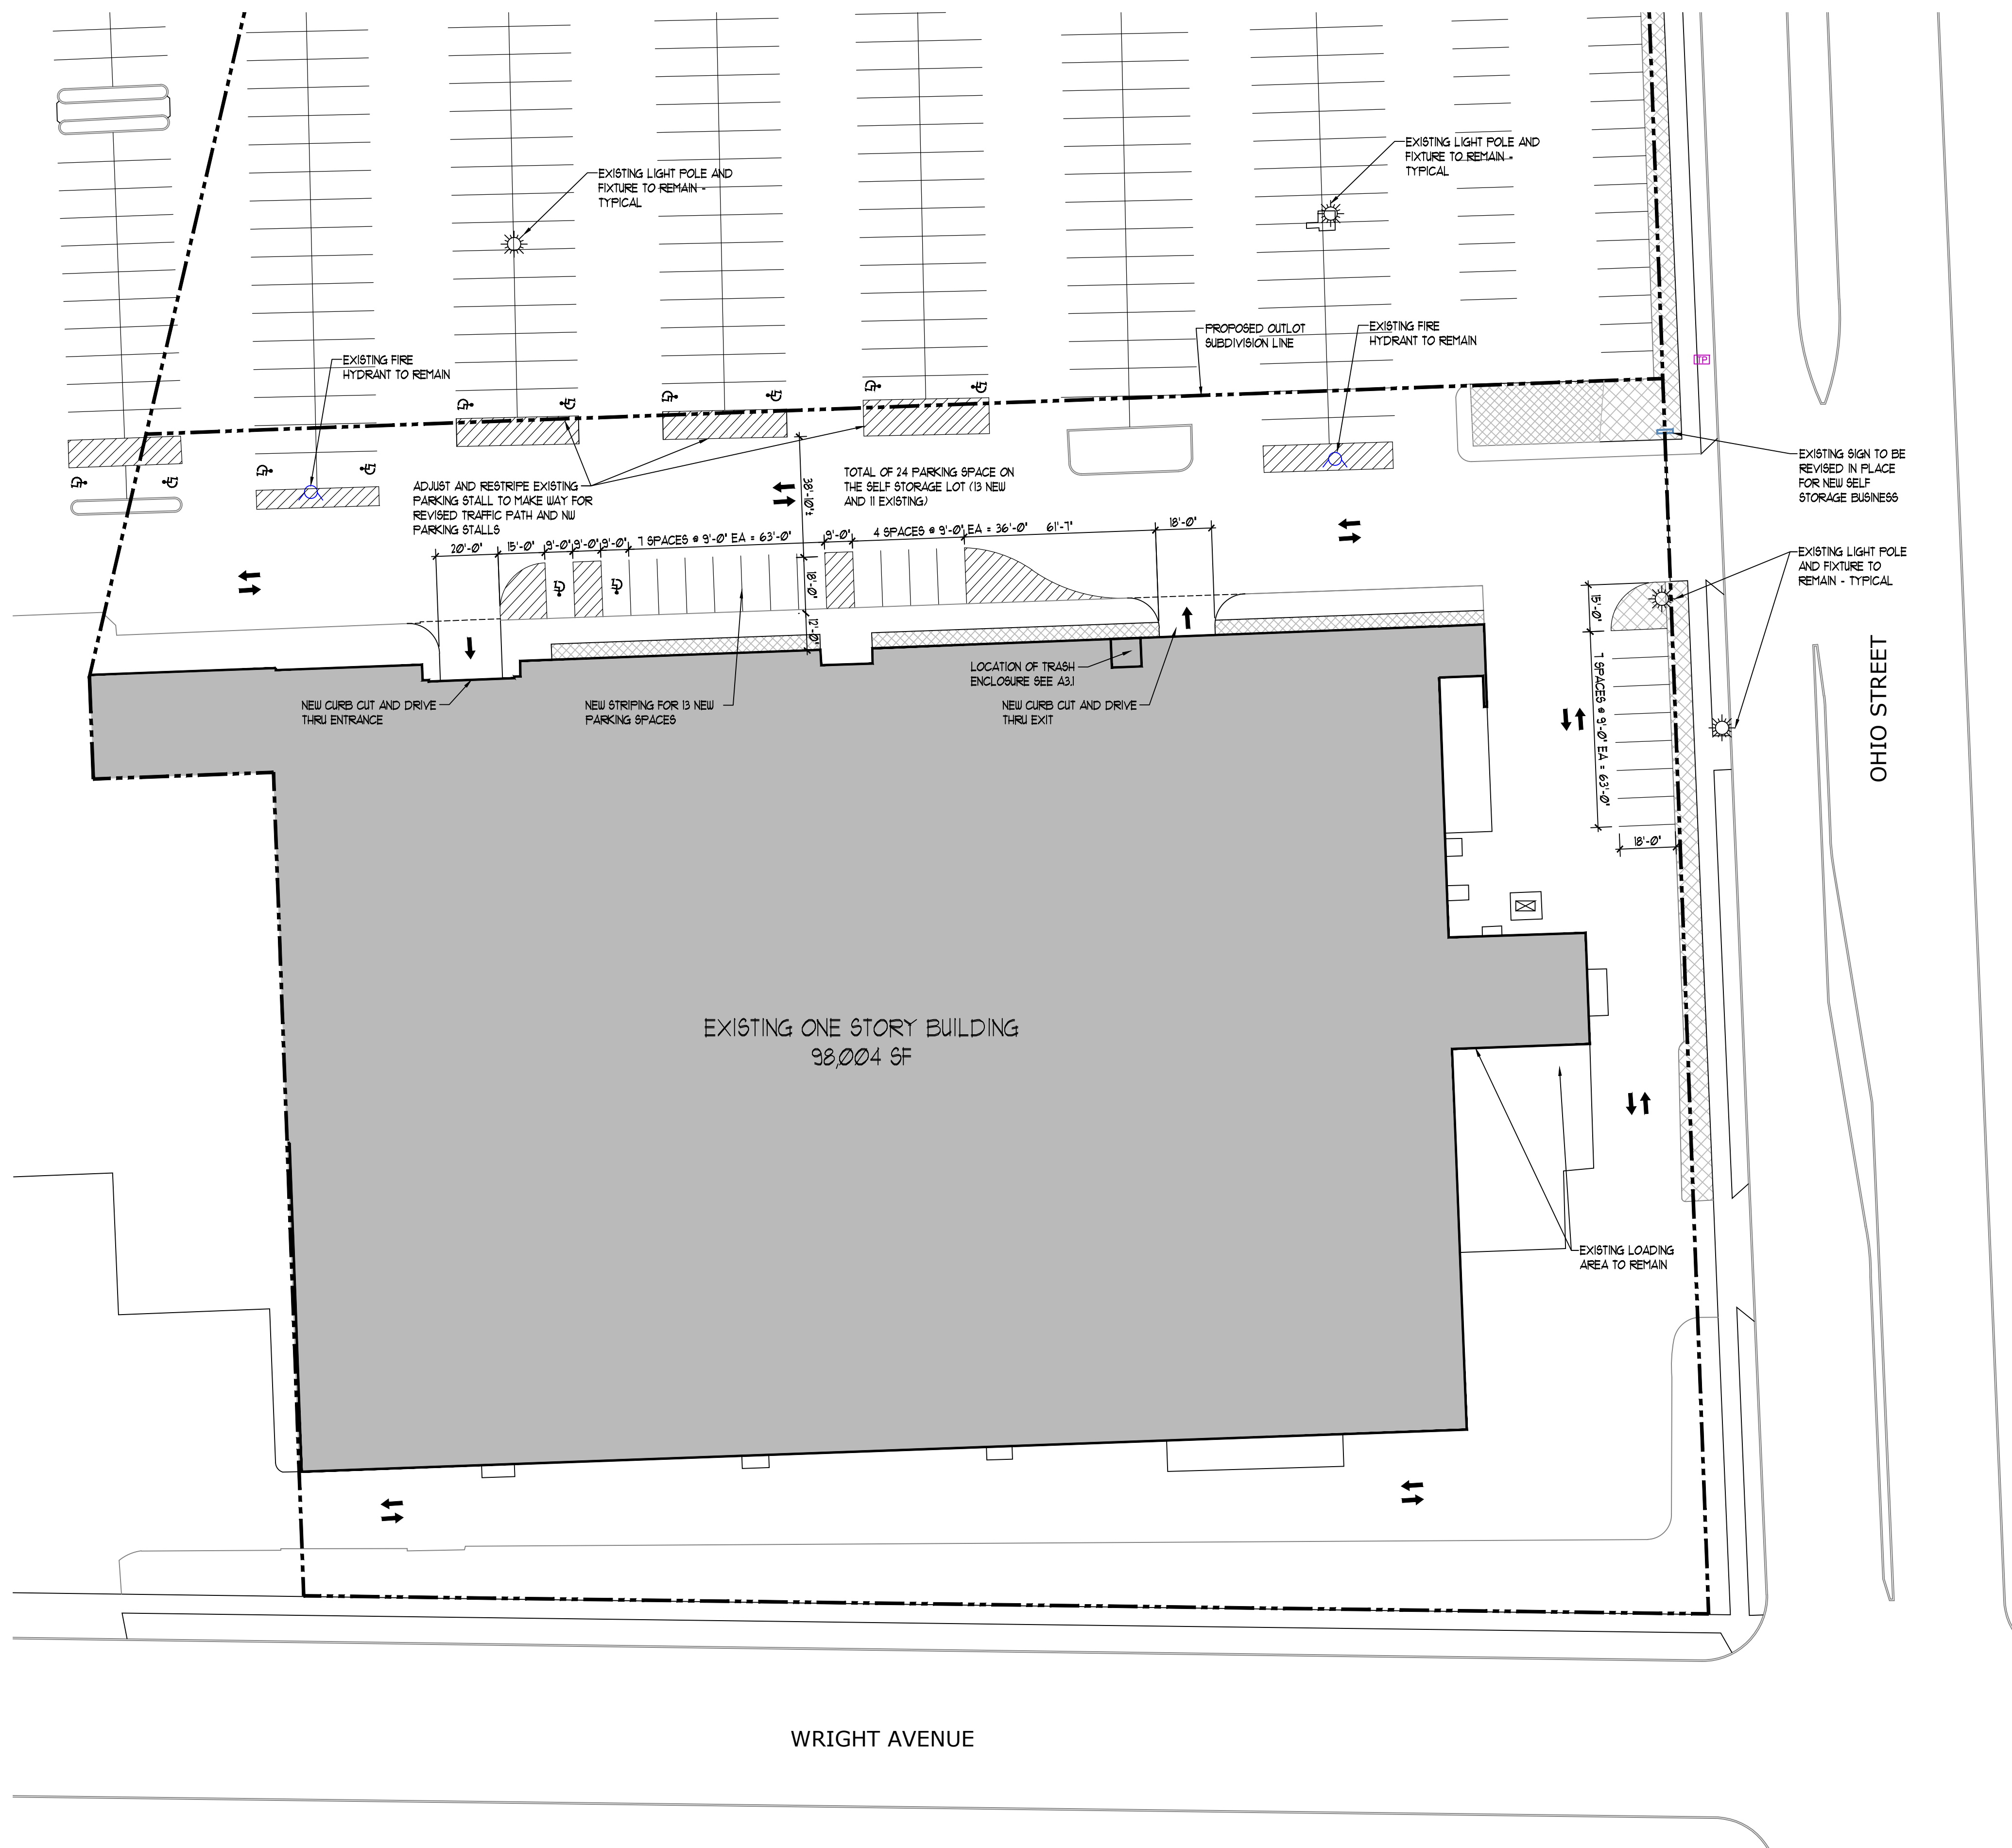 EXISTING LIGHT POLE AND
FIXTURE TO REMAIN -
TYPICAL
EXISTING LIGHT POLE AND
FIXTURE TO REMAIN -
TYPICAL
EXISTING FIRE
HYDRANT TO REMAIN
PROPOSED OUTLOT
SUBDIVISION LINE
EXISTING FIRE
HYDRANT TO REMAIN
TP
EXISTING SIGN TO BE
REVISED IN PLACE
FOR NEW SELF
STORAGE BUSINESS
ADJUST AND RESTRIPE EXISTING
PARKING STALL TO MAKE WAY FOR
REVISED TRAFFIC PATH AND NW
PARKING STALLS
TOTAL OF 24 PARKING SPACE ON
THE SELF STORAGE LOT (13 NEW
AND 11 EXISTING)
38'-10"±
20'-0"
15'-0"
9'-0"
9'-0"
9'-0"
7 SPACES @ 9'-0" EA = 63'-0"
9'-0"
4 SPACES @ 9'-0" EA = 36'-0"
61'-7"
18'-0"
18'-0"
12'-0"
EXISTING LIGHT POLE
AND FIXTURE TO
REMAIN - TYPICAL
15'-0"
7 SPACES @ 9'-0" EA = 63'-0"
18'-0"
OHIO STREET
LOCATION OF TRASH
ENCLOSURE SEE A3.1
NEW CURB CUT AND DRIVE
THRU ENTRANCE
NEW STRIPING FOR 13 NEW
PARKING SPACES
NEW CURB CUT AND DRIVE
THRU EXIT
EXISTING ONE STORY BUILDING
98,004 SF
EXISTING LOADING
AREA TO REMAIN
WRIGHT AVENUE